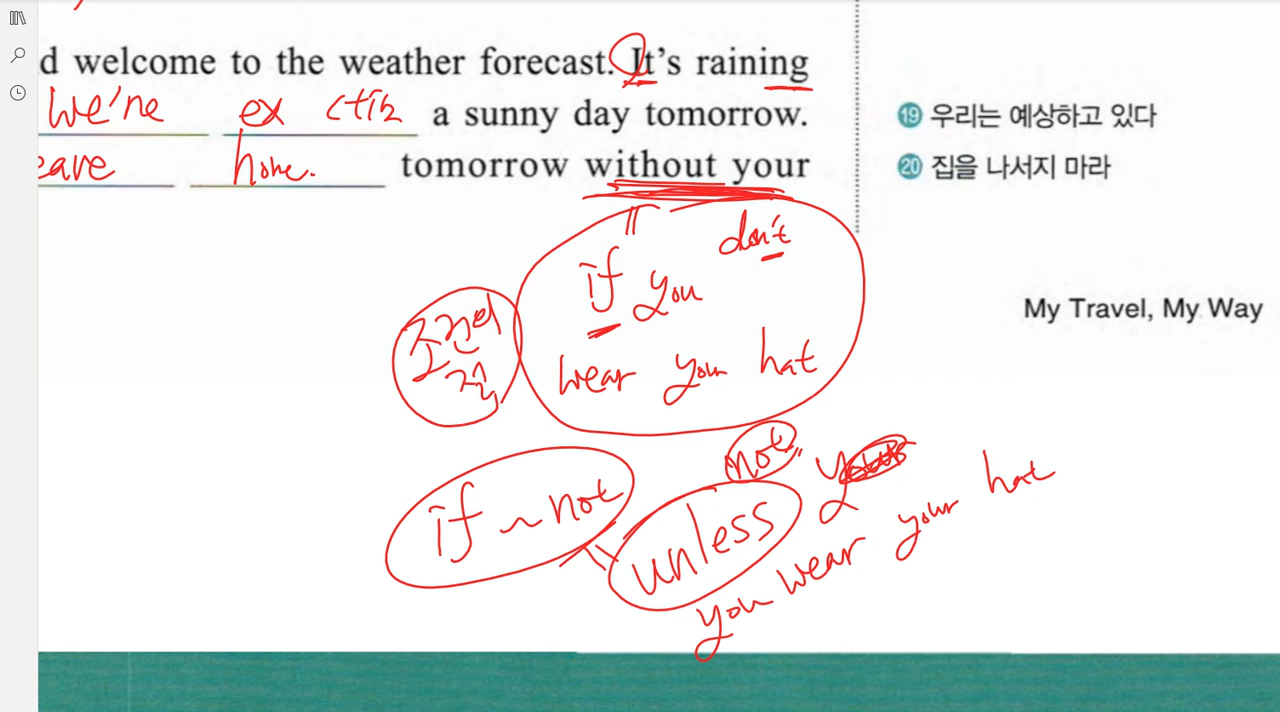 d welcome to the weather forecast. It's raining
we're ex cting a sunny day tomorrow.
eave home. tomorrow without your
19 우리는 예상하고 있다
20 집을 나서지 마라
don't
if you
wear your hat
조건
My Travel, My Way
if ~ not
not
unless
you wear your hat